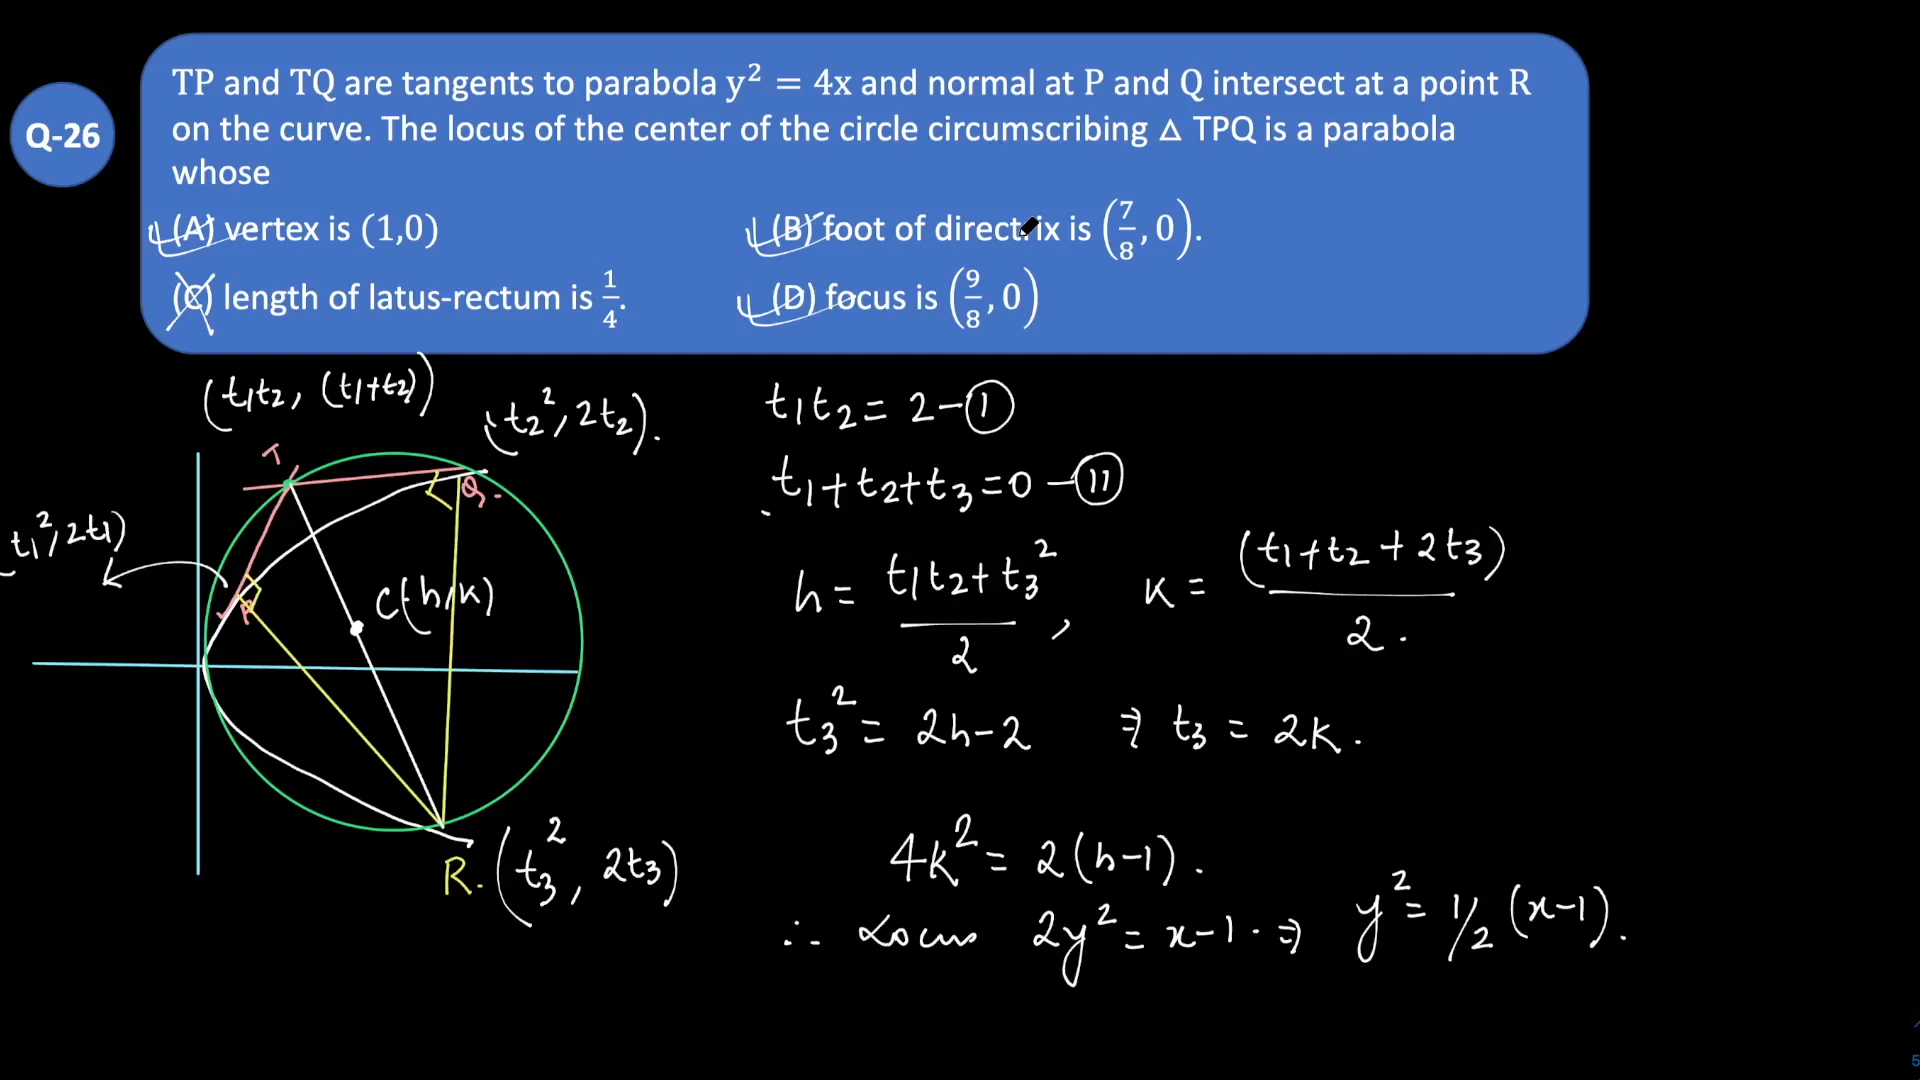 Q-26
TP and TQ are tangents to parabola y² = 4x and normal at P and Q intersect at a point R
on the curve. The locus of the center of the circle circumscribing △ TPQ is a parabola
whose
(A) vertex is (1,0)
(B) foot of directrix is (7/8, 0).
(C) length of latus-rectum is 1/4.
(D) focus is (9/8, 0)
(t1t2, (t1+t2))
(t2², 2t2).
T
Q.
t1², 2t1)
P
C(h,k)
R. (t3², 2t3)
t1t2 = 2 – (I)
t1+t2+t3 = 0 – (II)
h = (t1t2+t3²)/2 , k = (t1+t2+2t3)/2 .
t3² = 2h-2 ⇒ t3 = 2k.
4k² = 2(h-1).
∴ Locus 2y² = x-1. ⇒ y² = 1/2 (x-1).
5